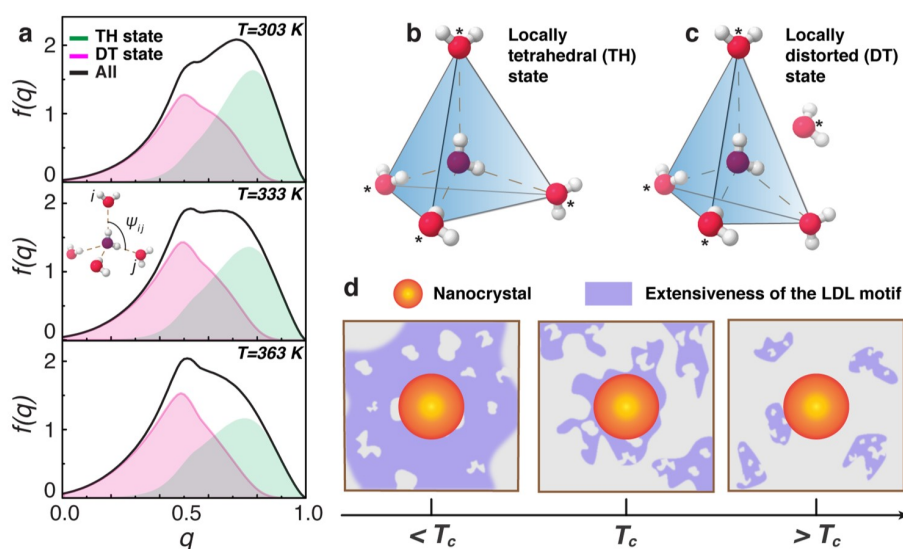 a
T=303 K
TH state
DT state
All
f(q)
2
1
0
T=333 K
f(q)
2
1
0
i
ψij
j
T=363 K
f(q)
2
1
0
0.0
0.5
1.0
q
b
Locally
tetrahedral (TH)
state
*
*
*
*
c
Locally
distorted (DT)
state
*
*
*
*
d
Nanocrystal
Extensiveness of the LDL motif
< Tc
Tc
> Tc